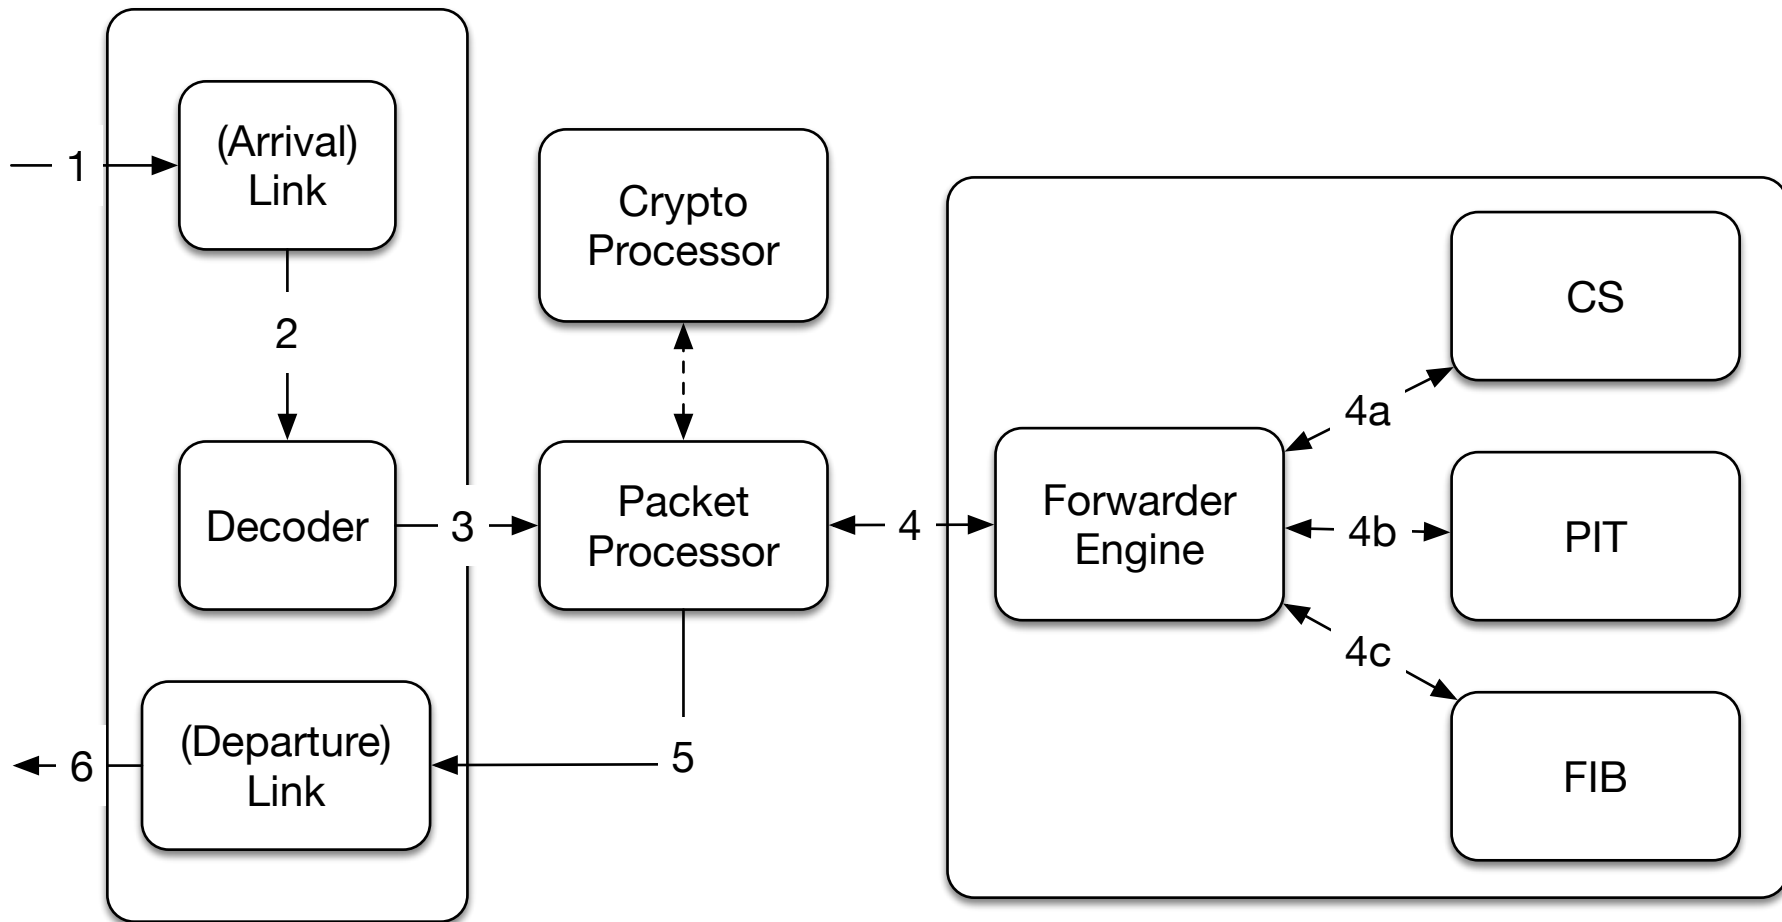 1
(Arrival)
Link
2
Decoder
3
(Departure)
Link
6
5
Crypto
Processor
Packet
Processor
4
Forwarder
Engine
4a
4b
4c
CS
PIT
FIB